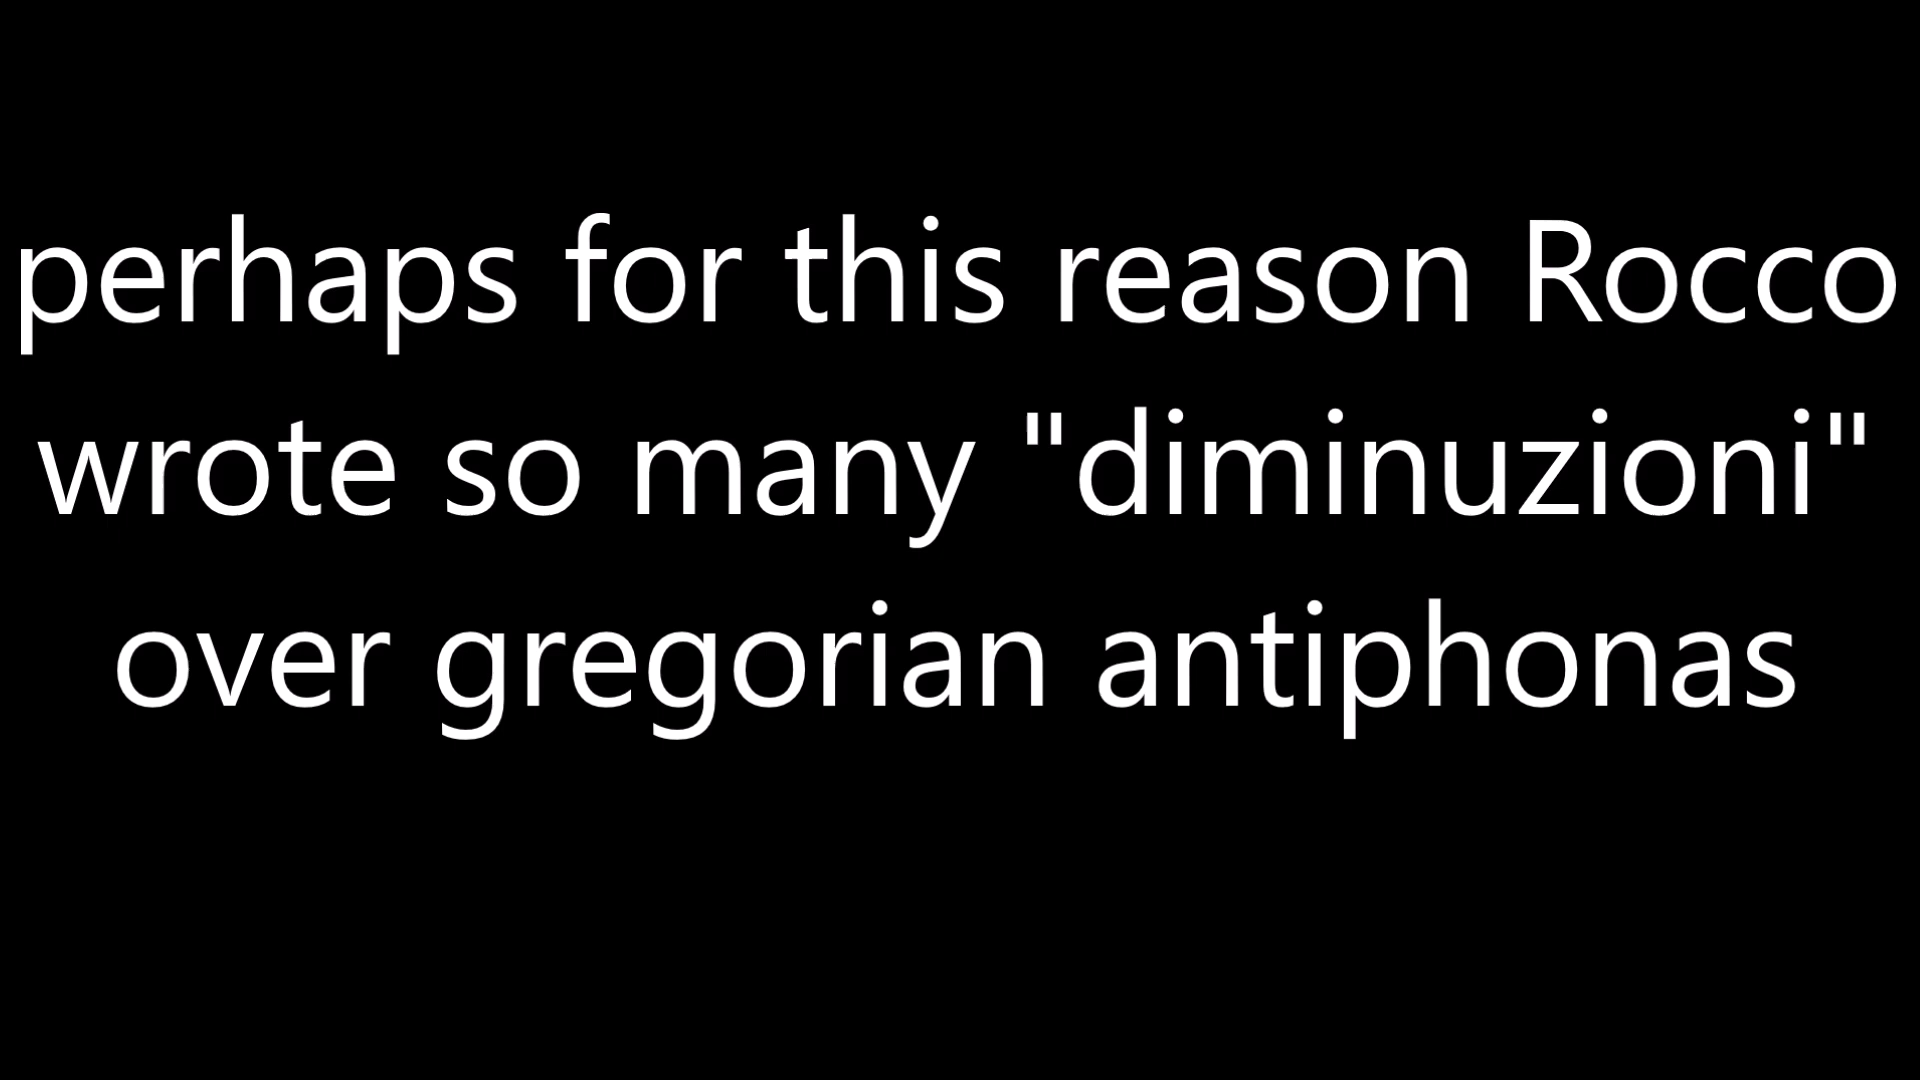 perhaps for this reason Rocco
wrote so many "diminuzioni"
over gregorian antiphonas